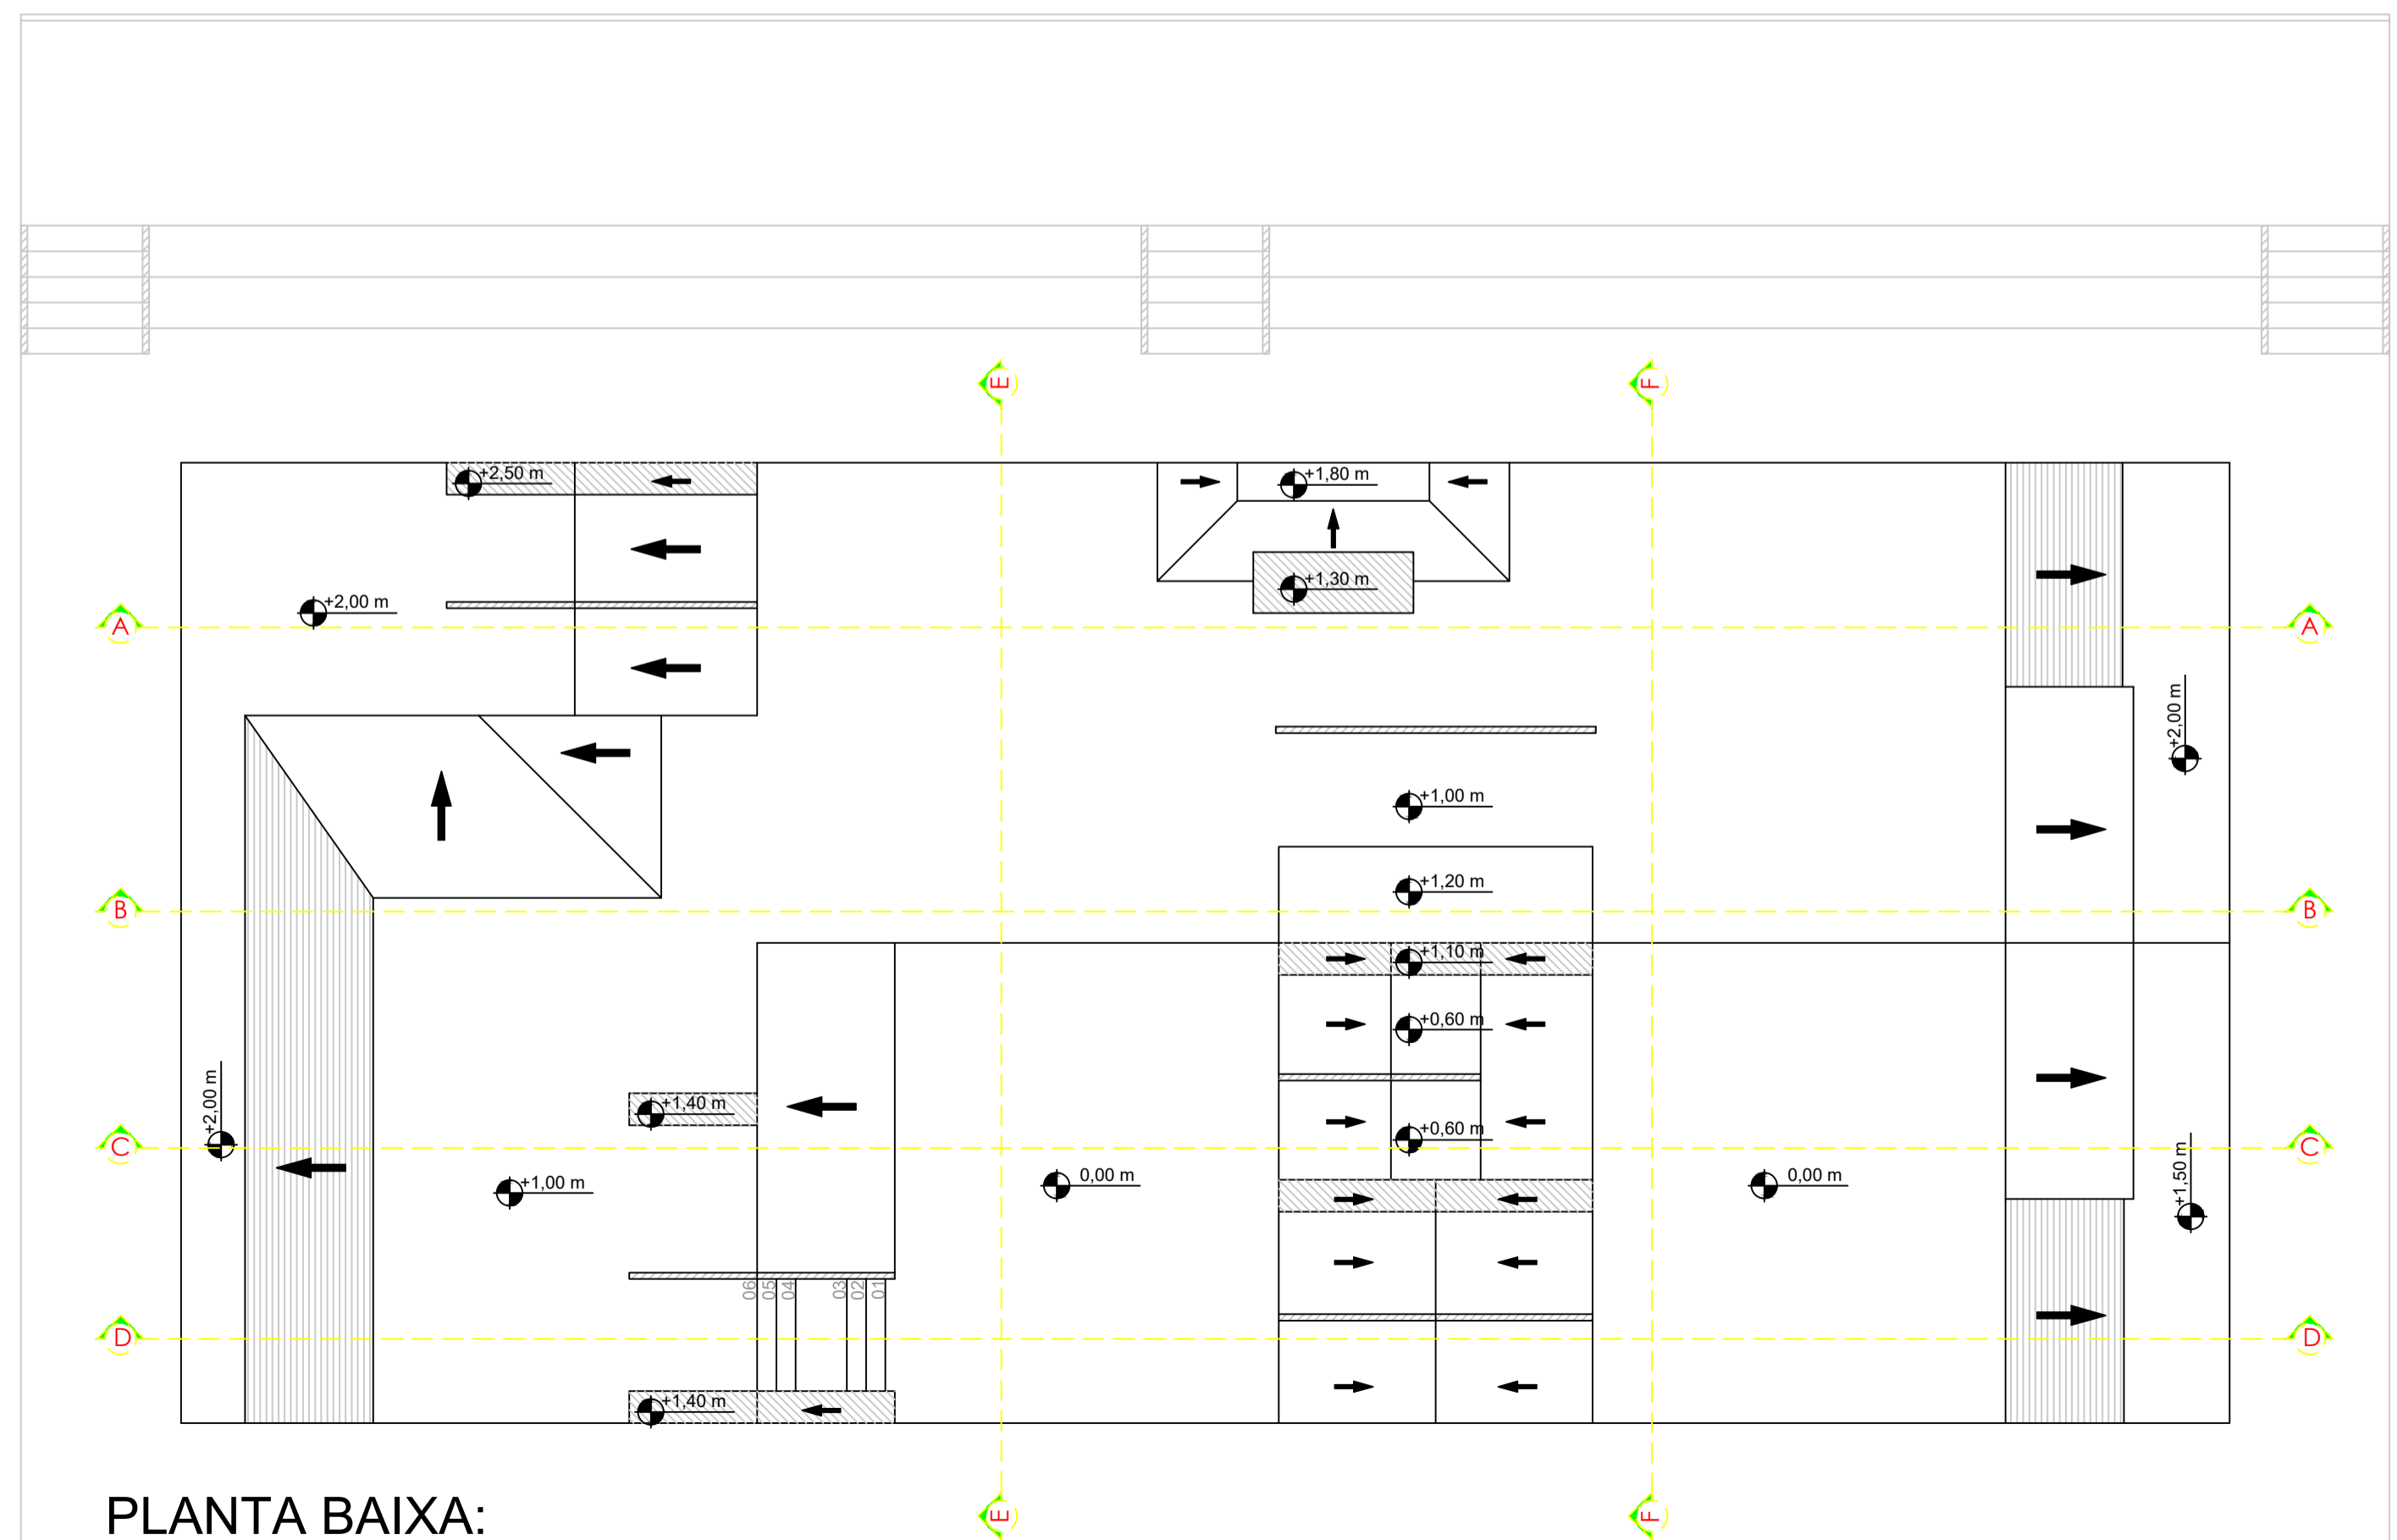 E
F
+2,50 m
+1,80 m
+1,30 m
+2,00 m
A
A
+2,00 m
+1,00 m
+1,20 m
B
B
+1,10 m
+0,60 m
+2,00 m
+1,40 m
+0,60 m
C
C
+1,00 m
0,00 m
0,00 m
+1,50 m
06 05 04 03 02 01
D
D
+1,40 m
PLANTA BAIXA:
E
F